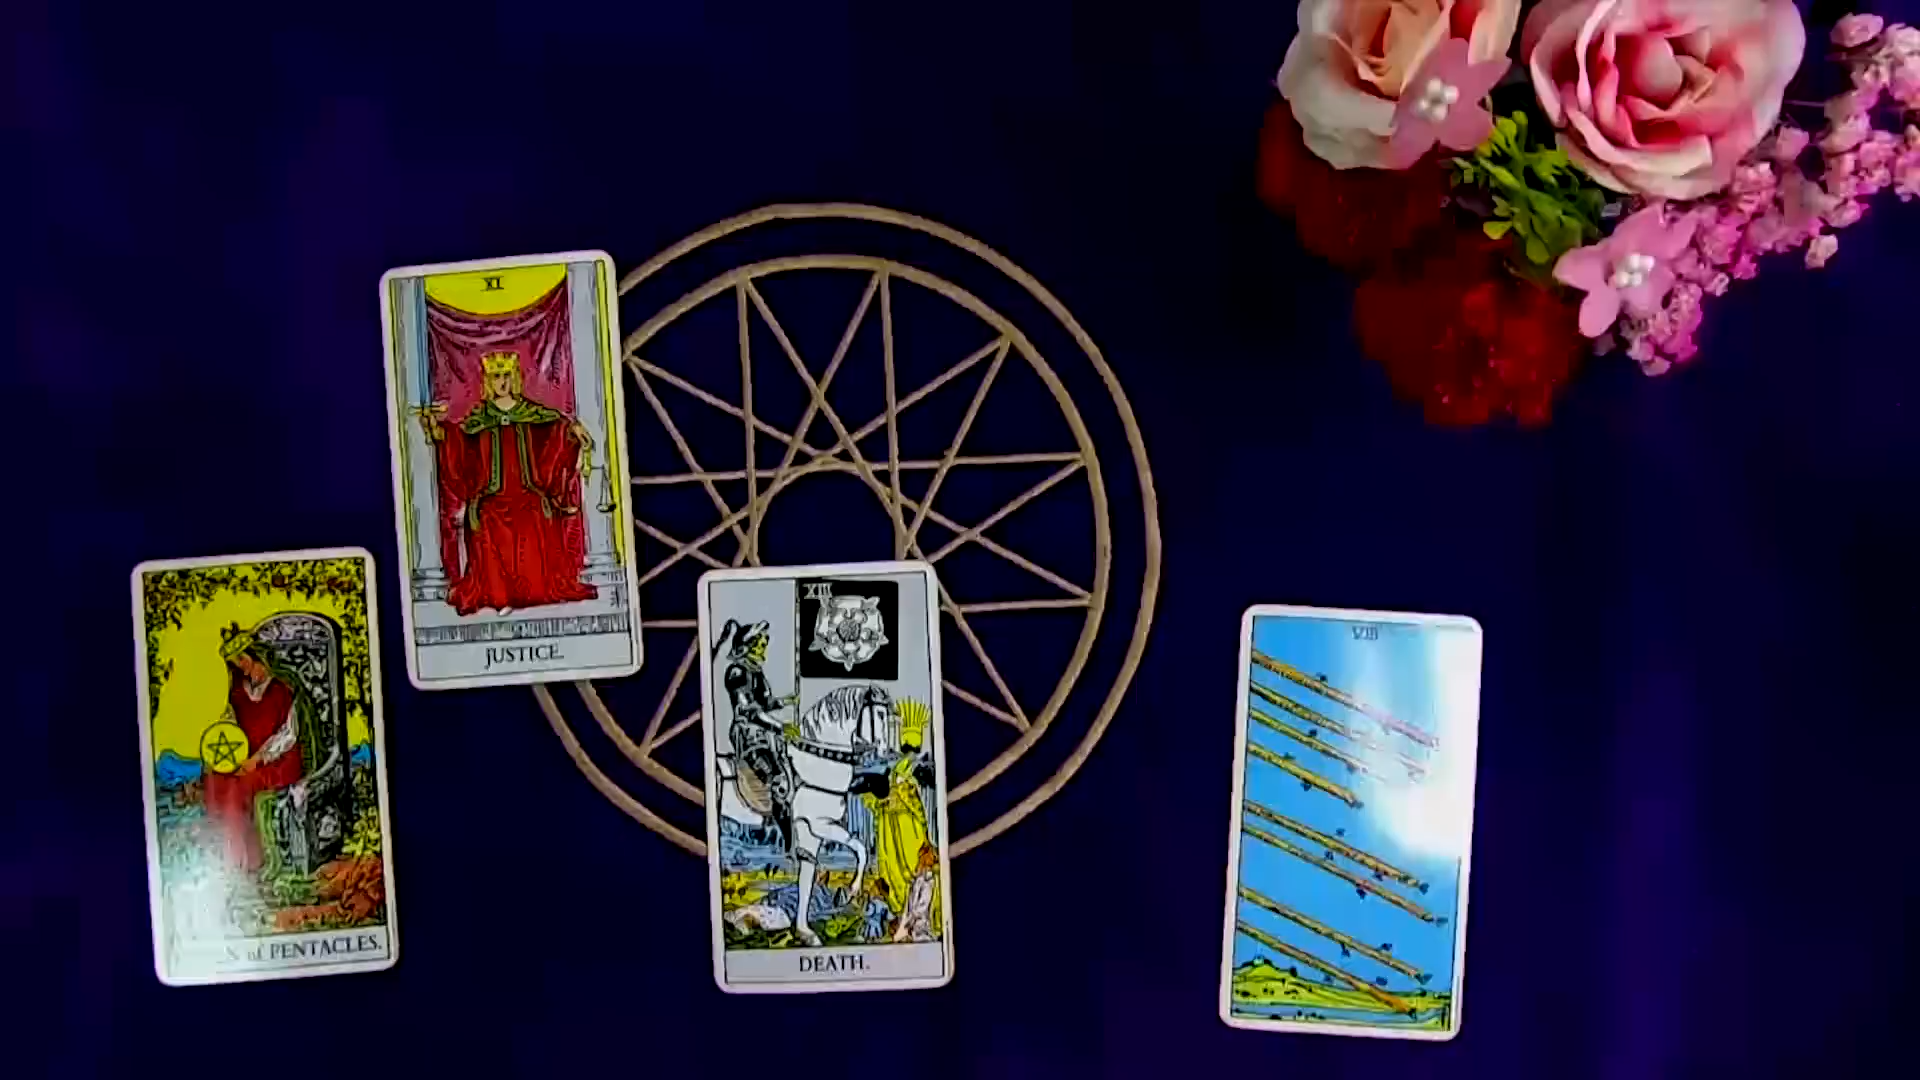 XI
JUSTICE.
N of PENTACLES.
XIII
DEATH.
VIII